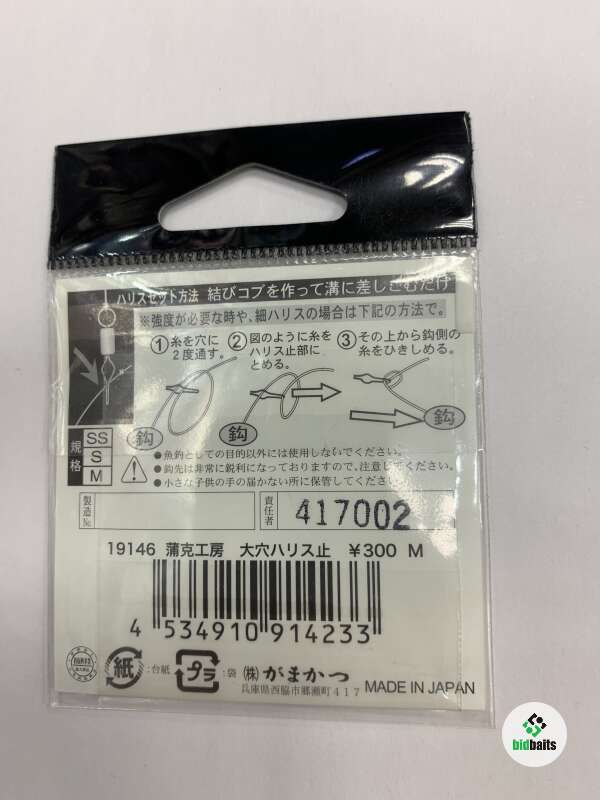 ハリスセット方法 結びコブを作って溝に差し込むだけ
※強度が必要な時や、細ハリスの場合は下記の方法で。
①糸を穴に
2度通す。
②図のように糸を
ハリス止部に
とめる。
③その上から鈎側の
糸をひきしめる。
鈎
鈎
鈎
規格
SS
S
M
●魚鈎としての目的以外には使用しないでください。
●鈎先は非常に鋭利になっておりますので、注意してください。
●小さな子供の手の届かない所に保管してください。
製造№
責任者
417002
19146 蒲克工房 大穴ハリス止 ¥300 M
4 534910 914233
紙 :台紙 プラ :袋 ㈱がまかつ
兵庫県西脇市郷瀬町417
MADE IN JAPAN
bidbaits